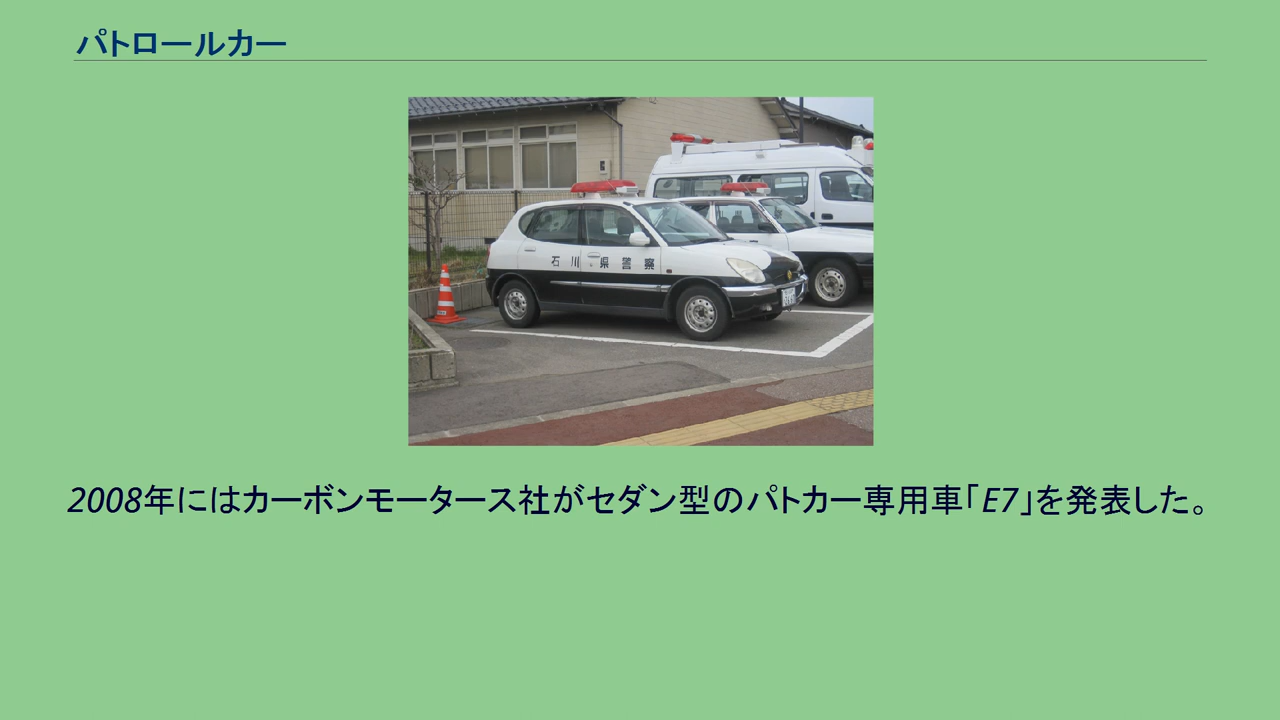 パトロールカー
石川県警察
2008年にはカーボンモータース社がセダン型のパトカー専用車「E7」を発表した。